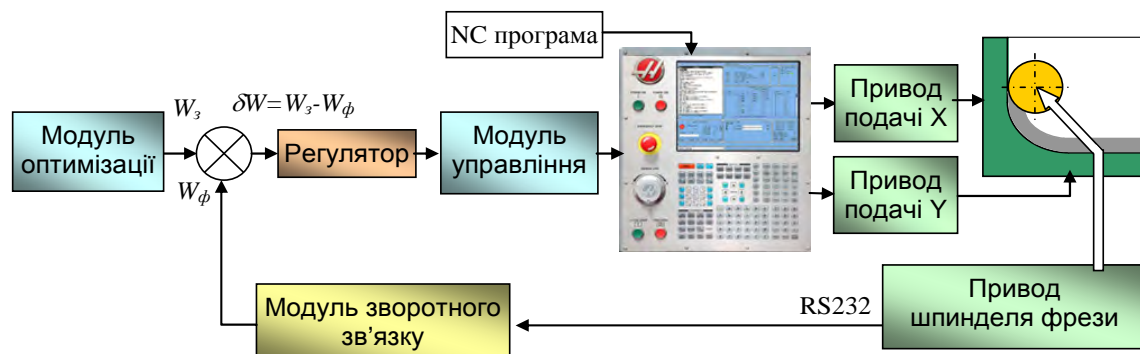 NC програма
Wз
δW=Wз-Wф
Модуль
оптимізації
Регулятор
Модуль
управління
Привод
подачі X
Привод
подачі Y
Wф
Модуль зворотного
зв'язку
RS232
Привод
шпинделя фрези